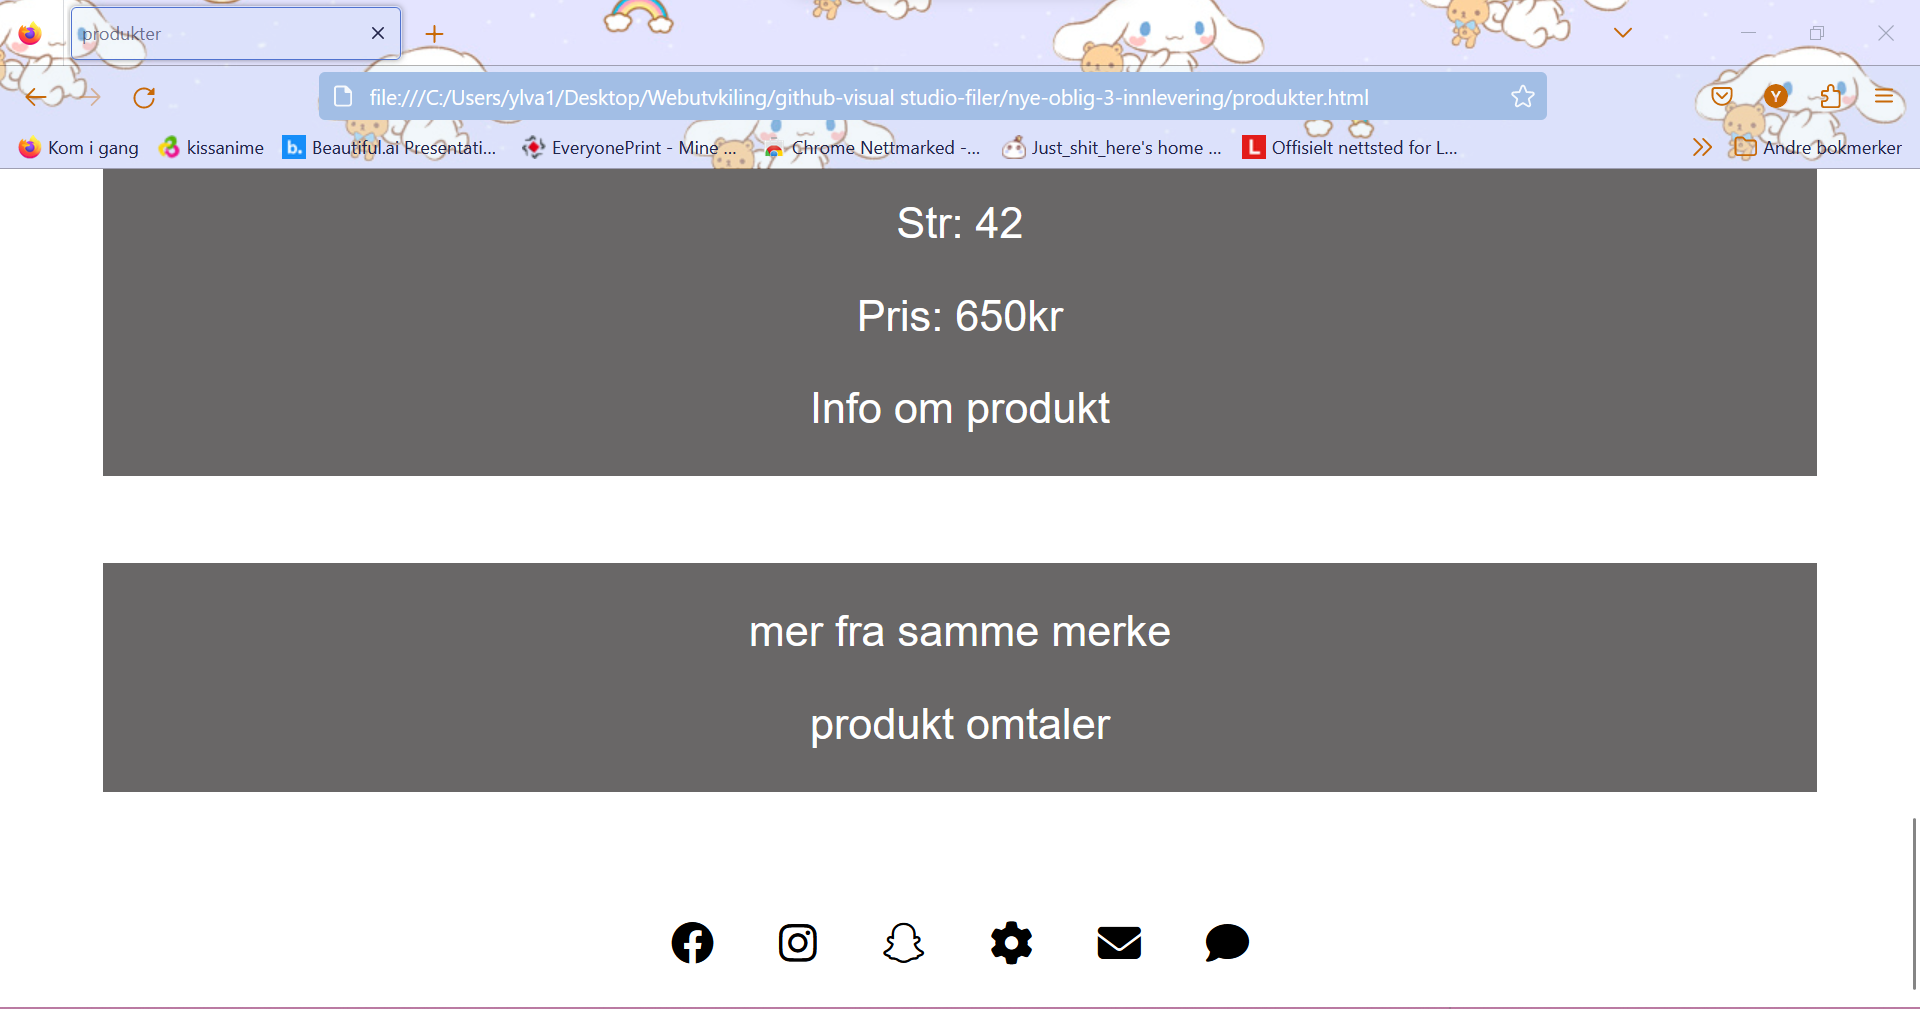 produkter
file:///C:/Users/ylva1/Desktop/Webutvkiling/github-visual studio-filer/nye-oblig-3-innlevering/produkter.html
Y
Kom i gang kissanime b. Beautiful.ai Presentati... EveryonePrint - Mine ... Chrome Nettmarked -... Just_shit_here's home ... L Offisielt nettsted for L... Andre bokmerker
Str: 42
Pris: 650kr
Info om produkt
mer fra samme merke
produkt omtaler